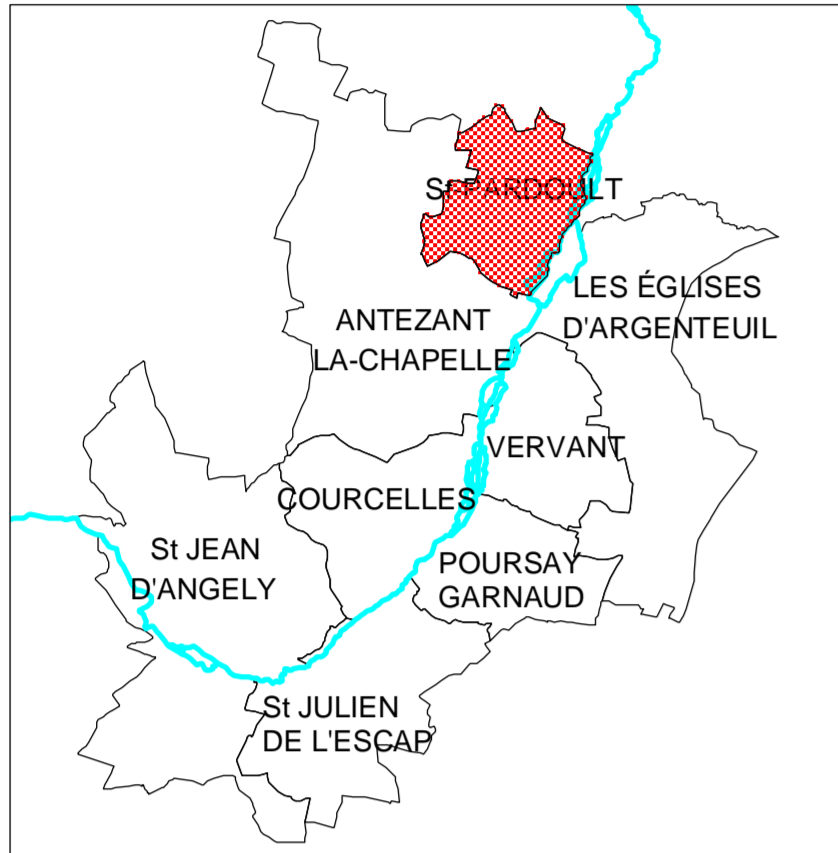 St-PARDOULT
LES ÉGLISES
D'ARGENTEUIL
ANTEZANT
LA-CHAPELLE
VERVANT
COURCELLES
St JEAN
D'ANGELY
POURSAY
GARNAUD
St JULIEN
DE L'ESCAP